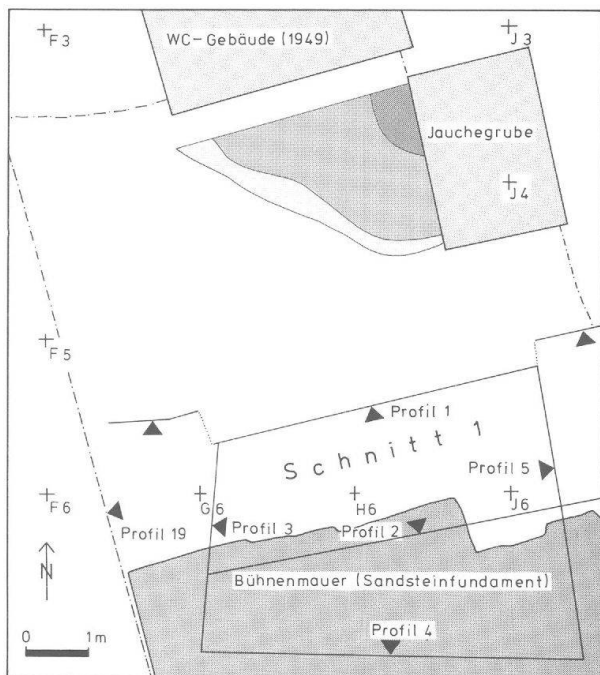 F3
WC-Gebäude (1949)
J3
Jauchegrube
J4
F5
Profil 1
Schnitt 1
Profil 5
F6
G6
H6
J6
Profil 19
Profil 3
Profil 2
N
Bühnenmauer (Sandsteinfundament)
Profil 4
0 1m